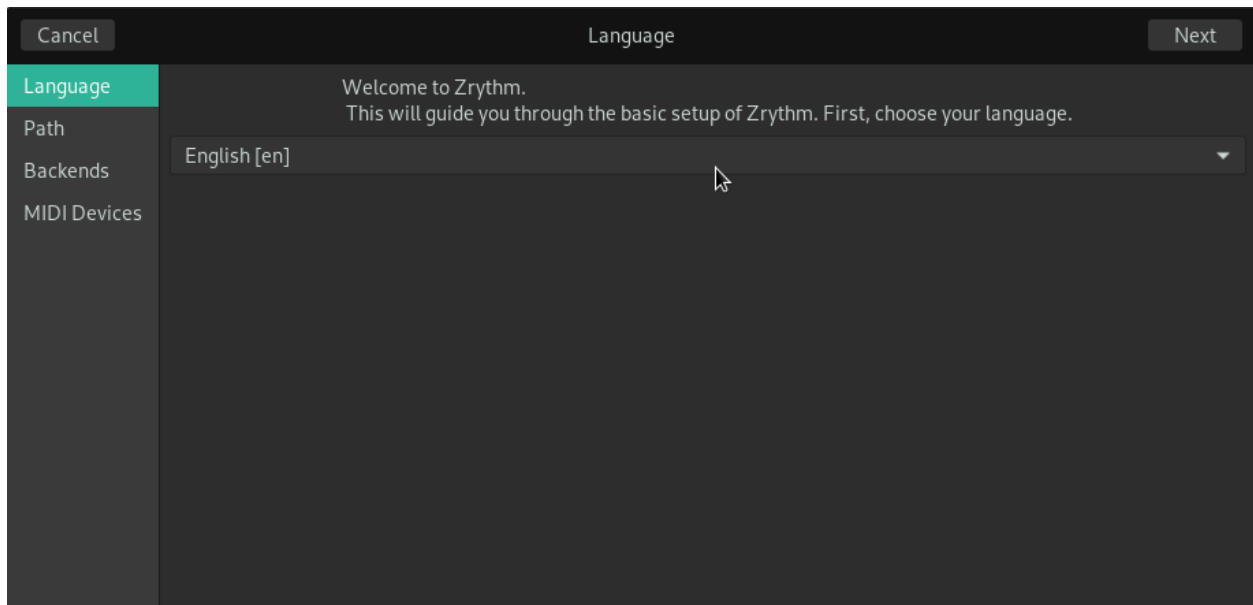 Cancel
Language
Next
Language
Path
Backends
MIDI Devices
Welcome to Zrythm.
This will guide you through the basic setup of Zrythm. First, choose your language.
English [en]